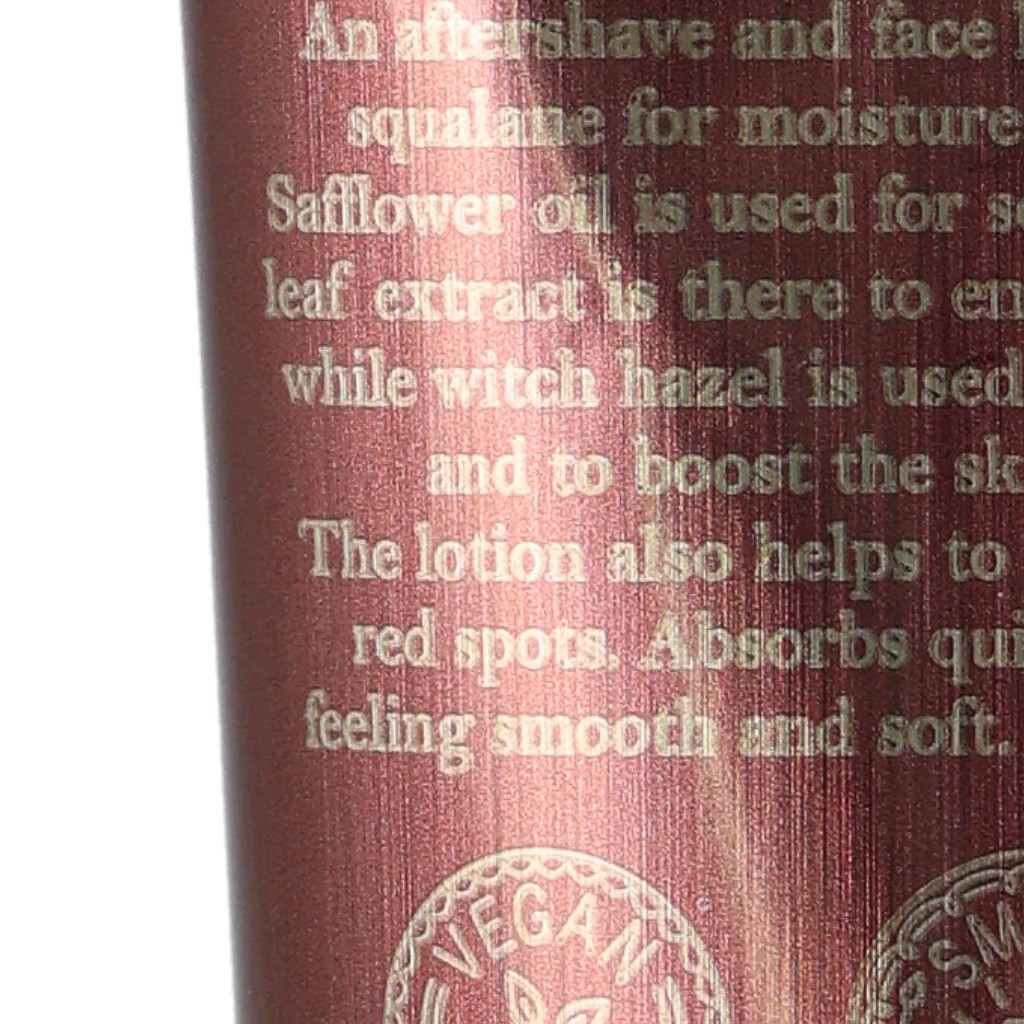 An aftershave and face
squalane for moisture
Safflower oil is used for
leaf extract is there to
while witch hazel is used
and to boost the
The lotion also helps to
red spots. Absorbs
feeling smooth and soft.
VEGAN